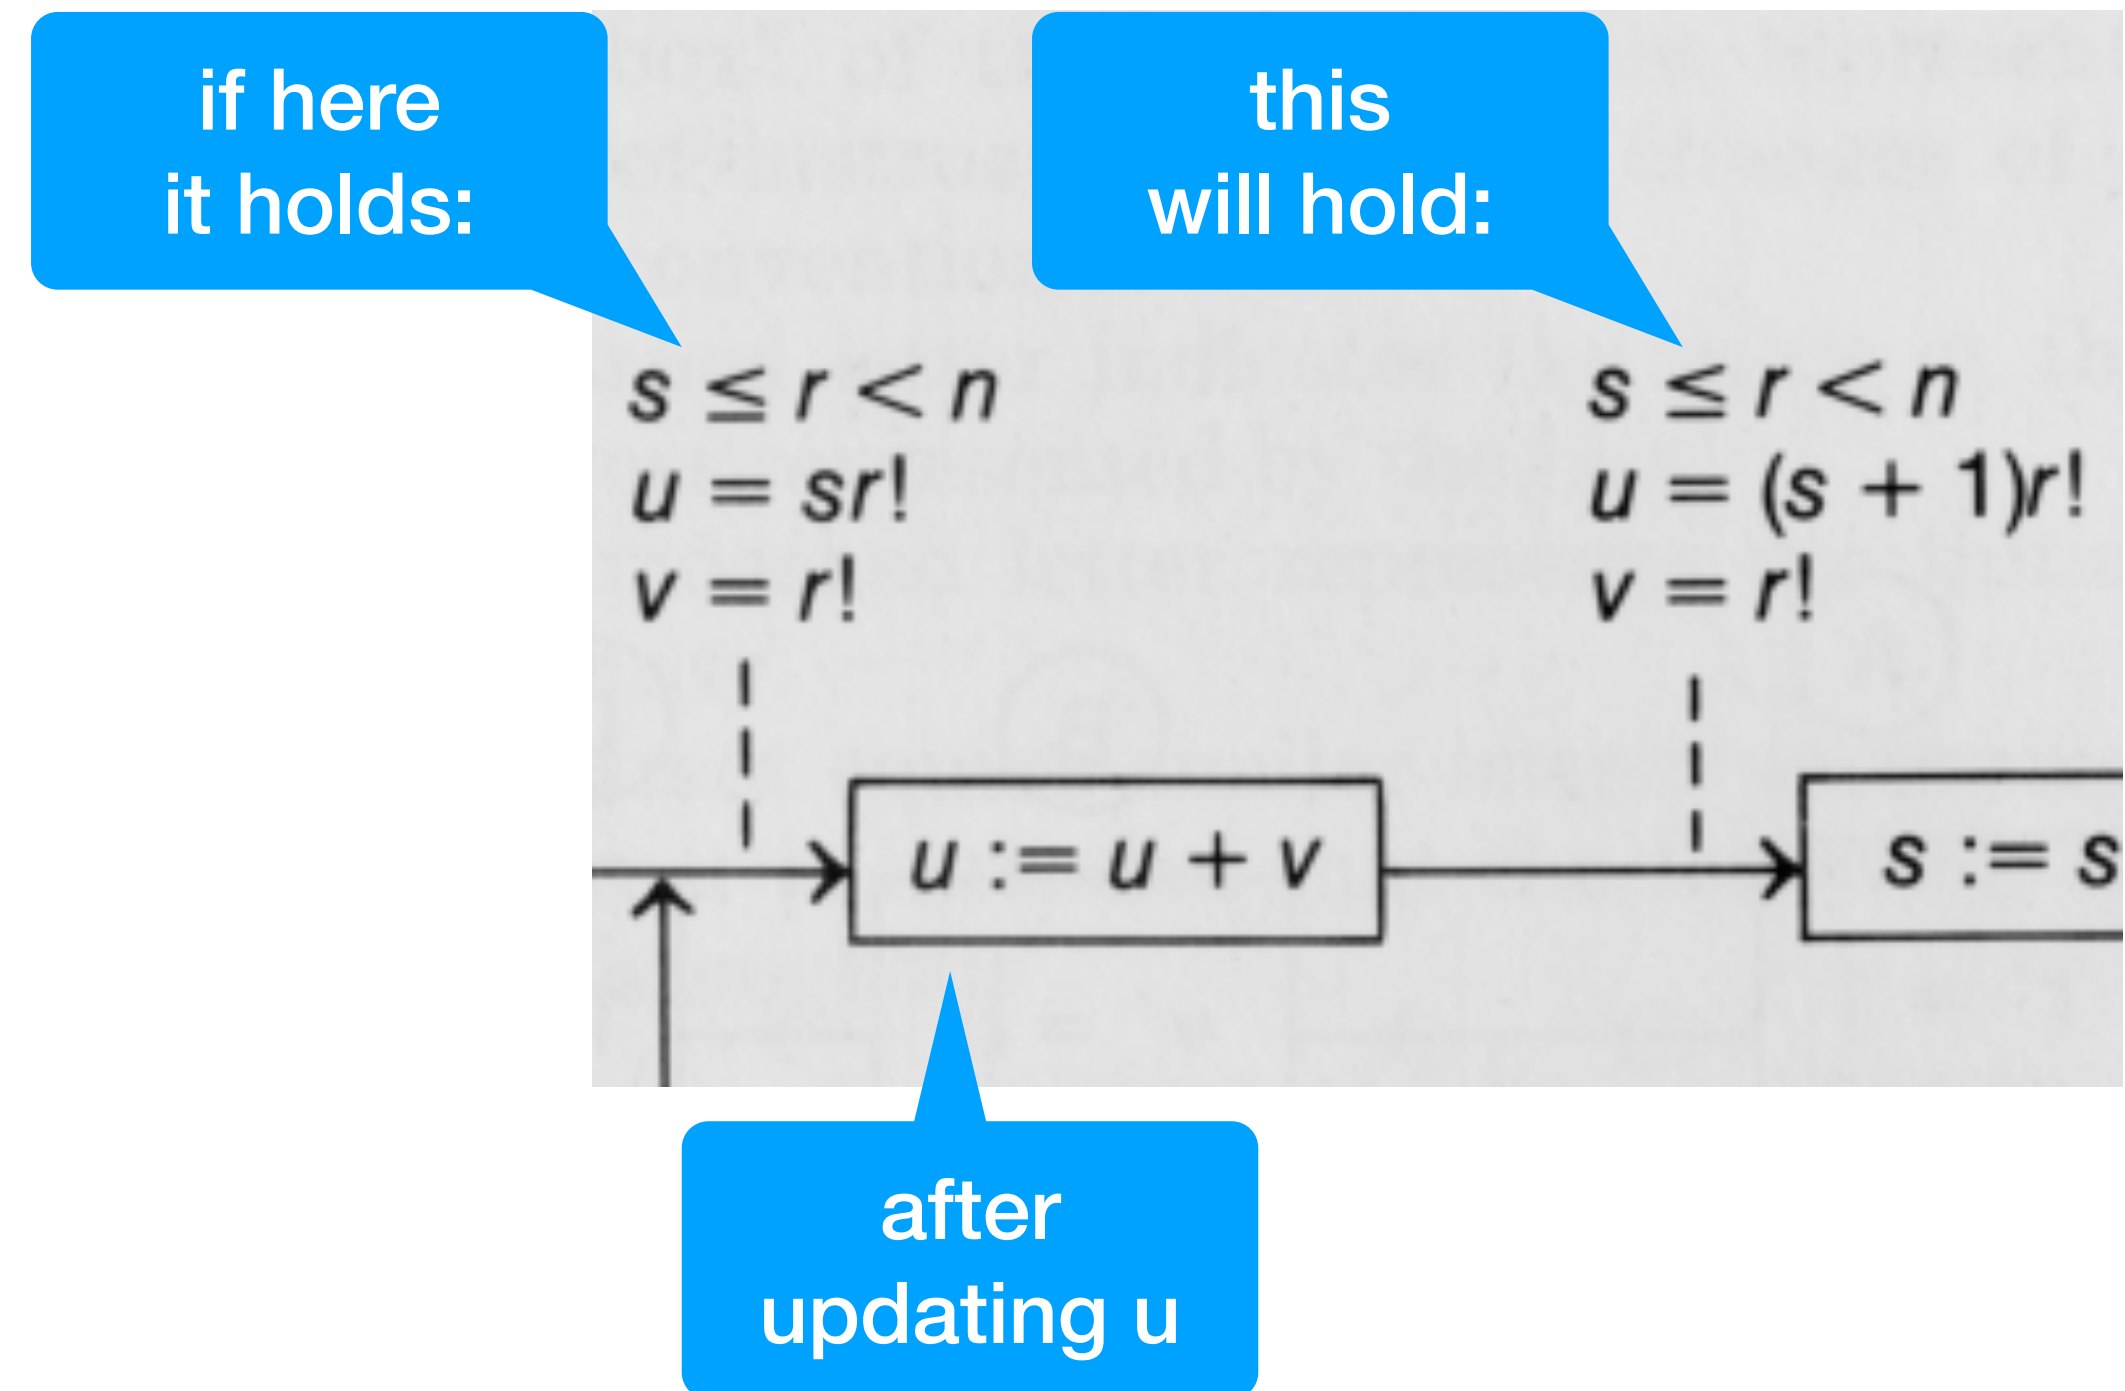 if here
it holds:
this
will hold:
s ≤ r < n
u = sr!
v = r!
s ≤ r < n
u = (s + 1)r!
v = r!
u := u + v
s := s
after
updating u